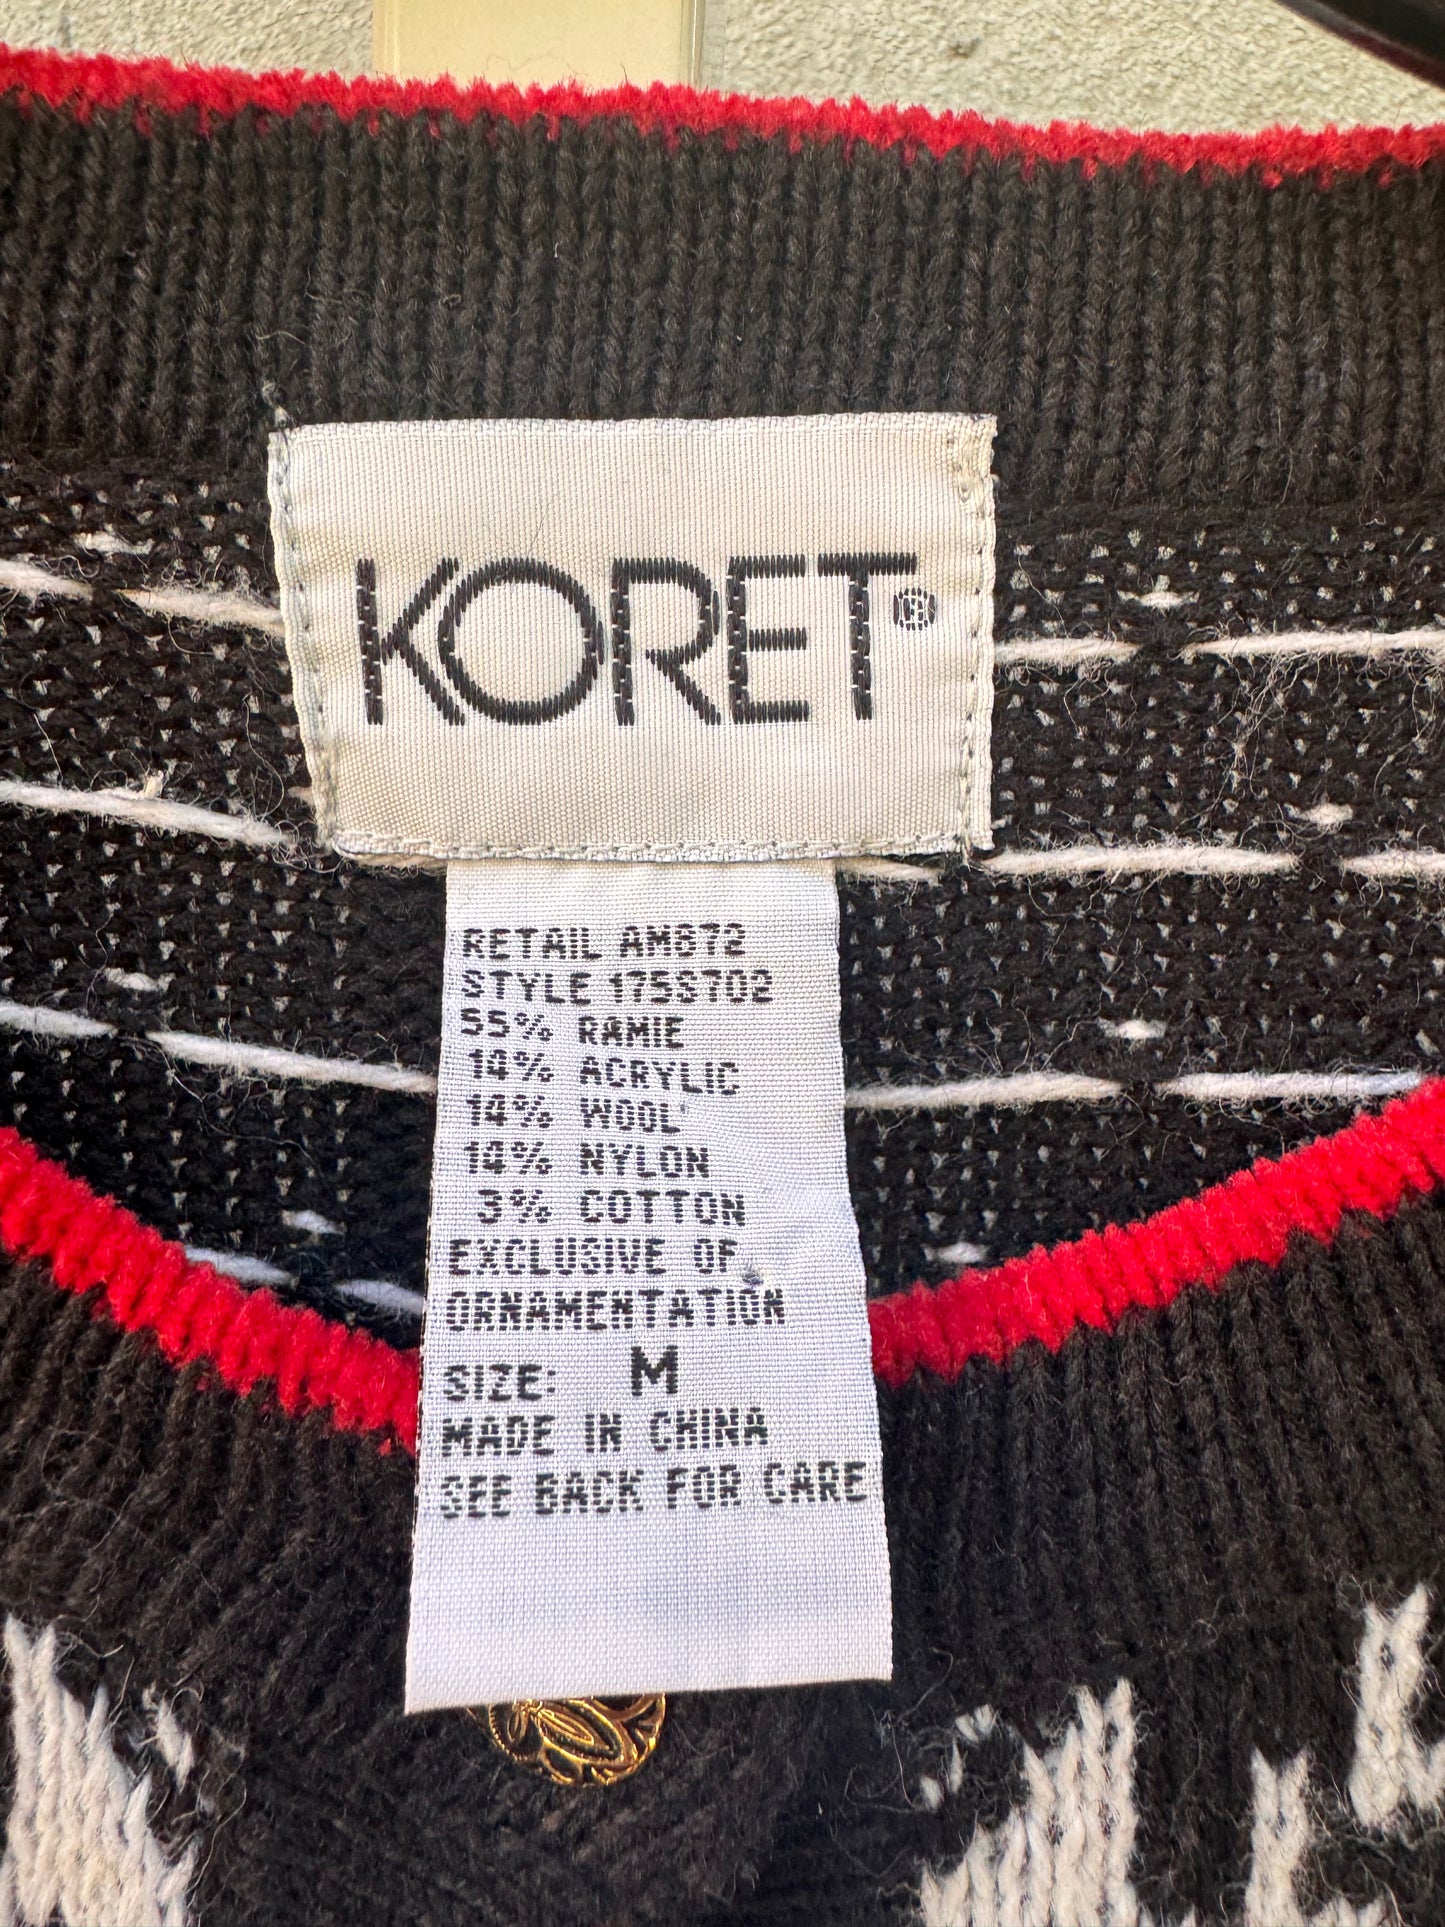 KORET®
RETAIL AM872
STYLE 175S702
55% RAMIE
14% ACRYLIC
14% WOOL
14% NYLON
3% COTTON
EXCLUSIVE OF
ORNAMENTATION
SIZE: M
MADE IN CHINA
SEE BACK FOR CARE